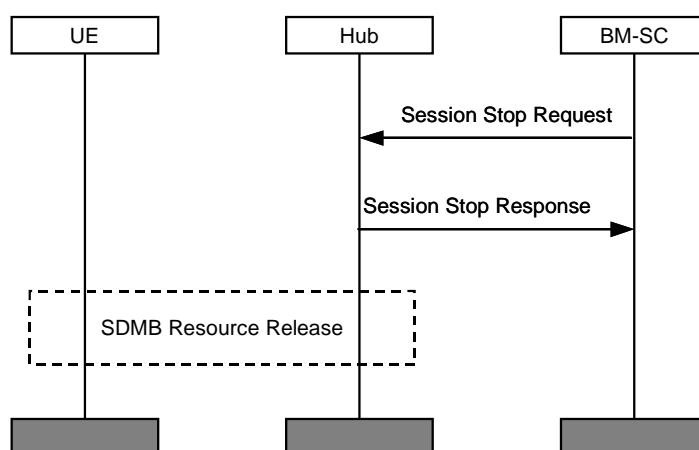 UE
Hub
BM-SC
Session Stop Request
Session Stop Response
SDMB Resource Release